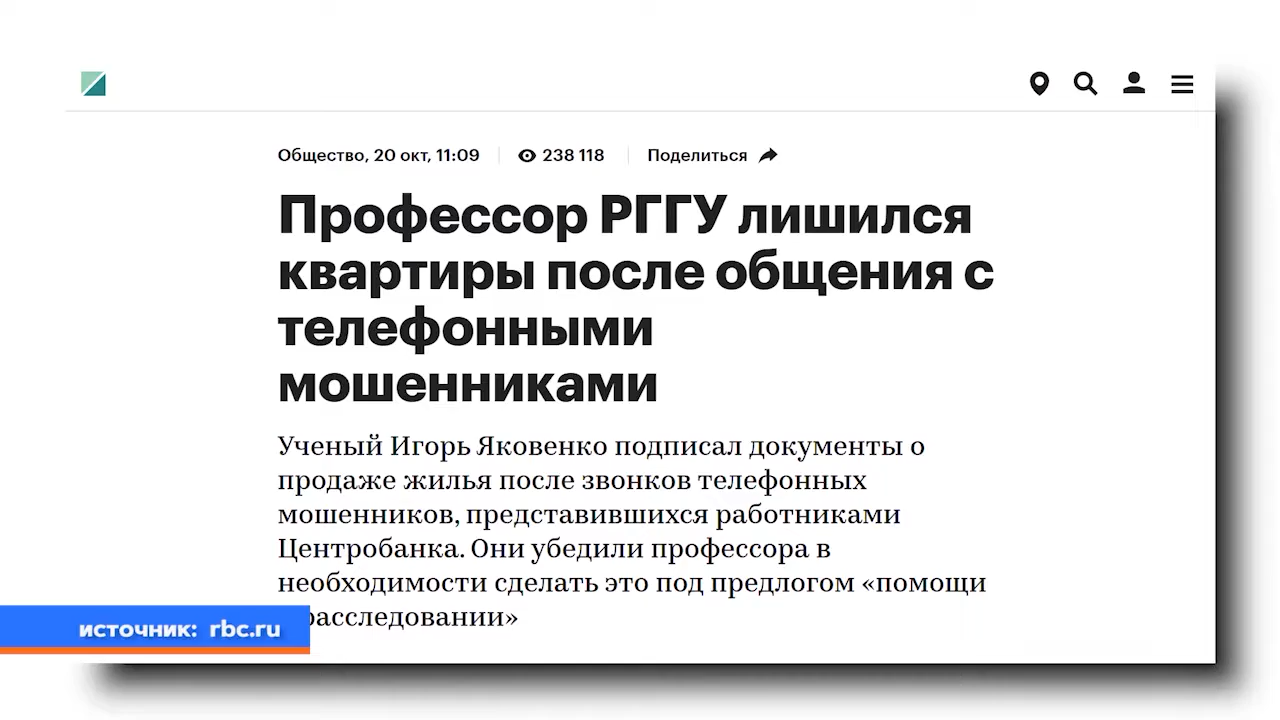 Общество, 20 окт, 11:09 238 118 Поделиться
Профессор РГГУ лишился
квартиры после общения с
телефонными
мошенниками
Ученый Игорь Яковенко подписал документы о
продаже жилья после звонков телефонных
мошенников, представившихся работниками
Центробанка. Они убедили профессора в
необходимости сделать это под предлогом «помощи
расследовании»
источник: rbc.ru